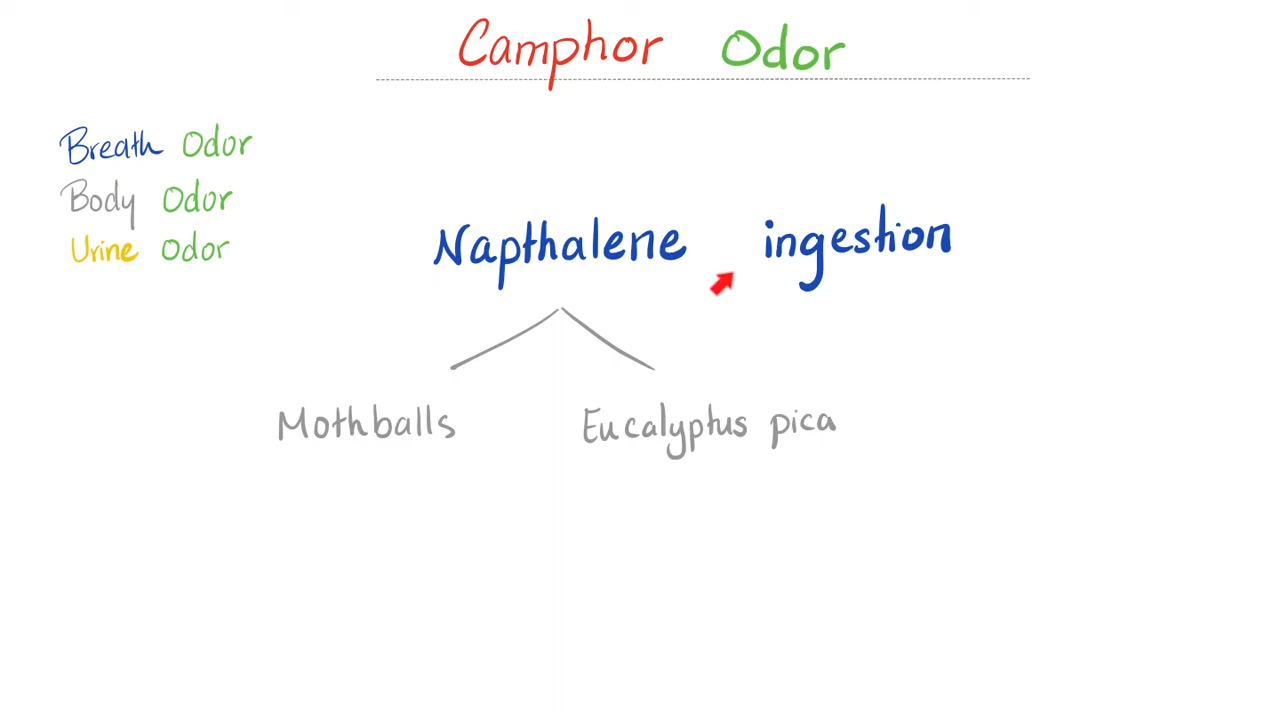 Camphor Odor
Breath Odor
Body Odor
Urine Odor
Napthalene ingestion
Mothballs
Eucalyptus pica